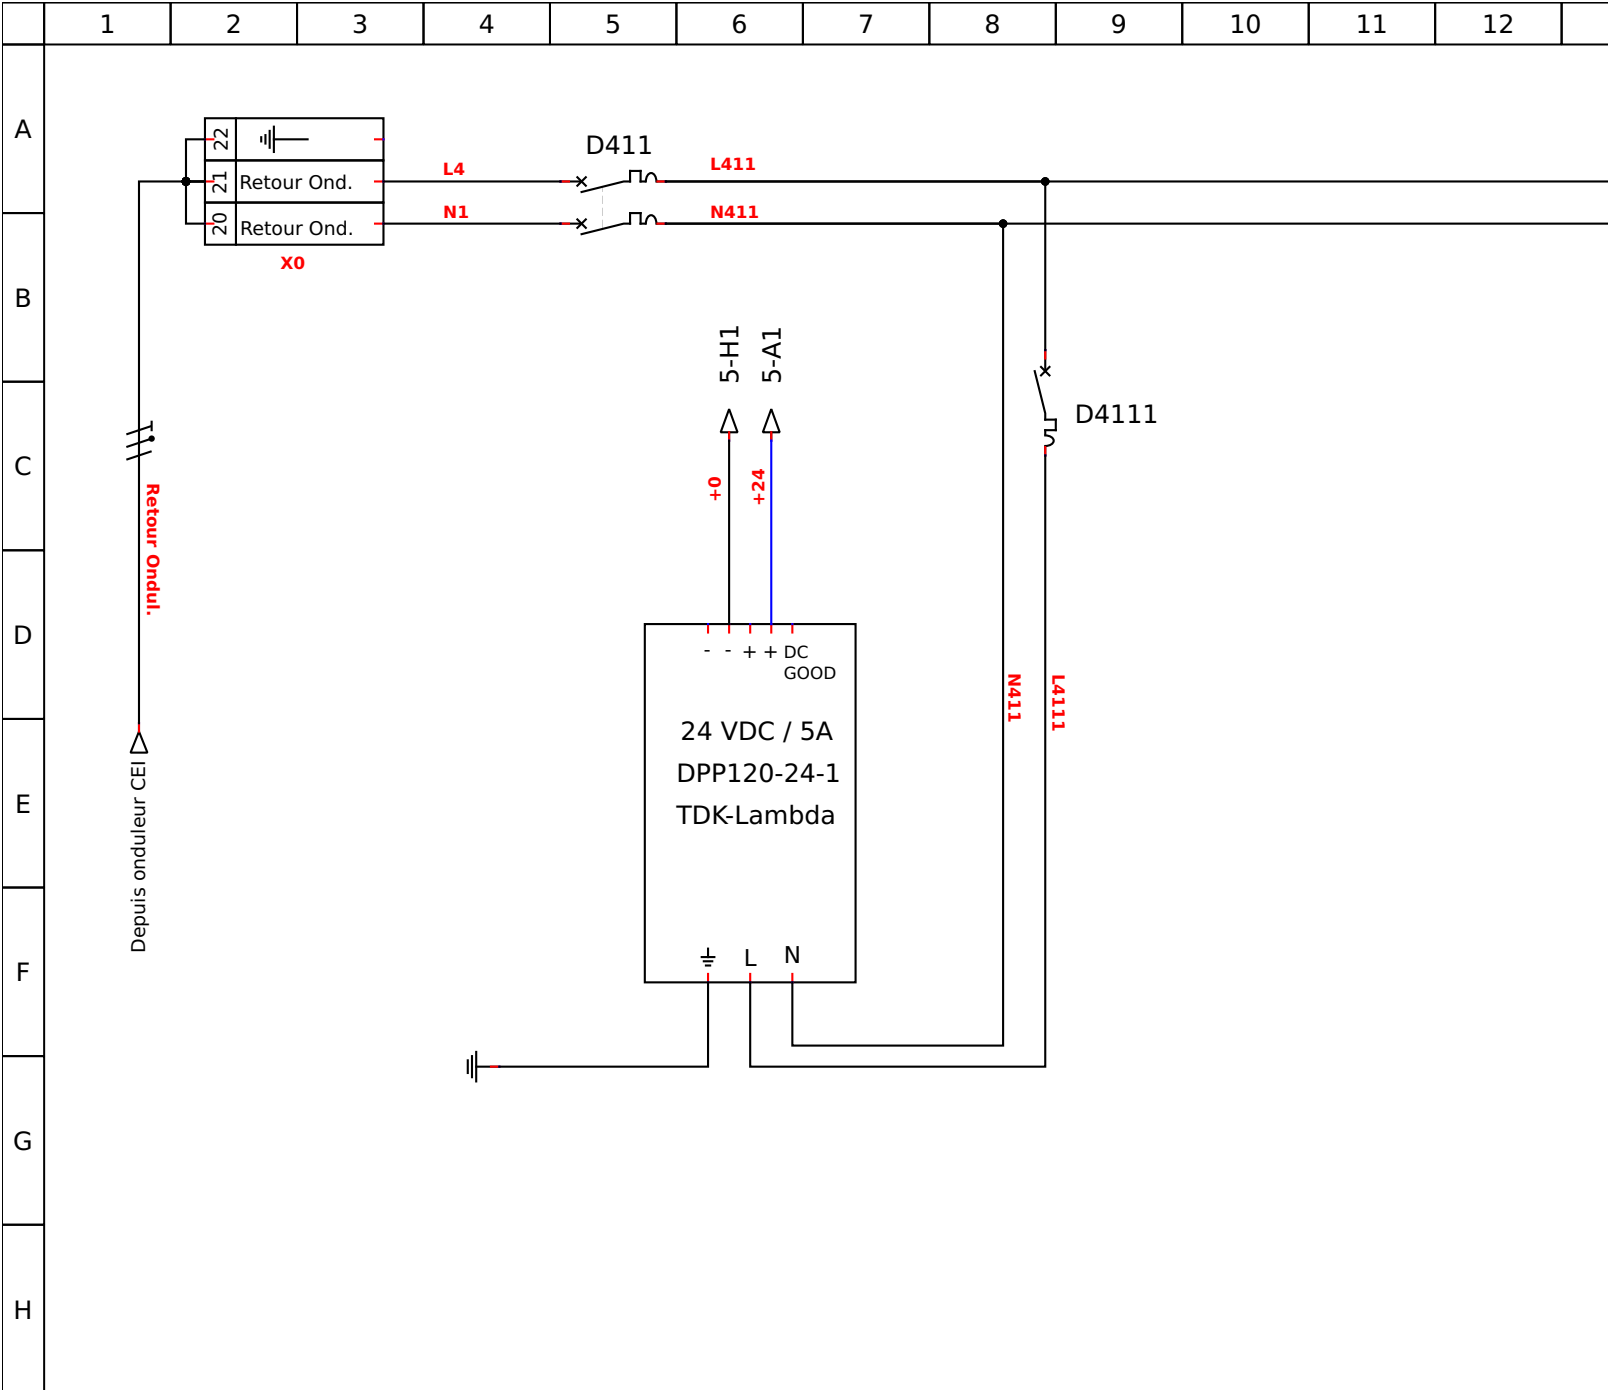 1 2 3 4 5 6 7 8 9 10 11 12
A
22
D411
21 Retour Ond. L4 L411
20 Retour Ond. N1 N411
X0
B
5-H1 5-A1
D4111
C
+0 +24
Retour Ondul.
D
- - + + DC
GOOD
N411 L4111
24 VDC / 5A
DPP120-24-1
TDK-Lambda
E
Depuis onduleur CEI
L N
F
G
H